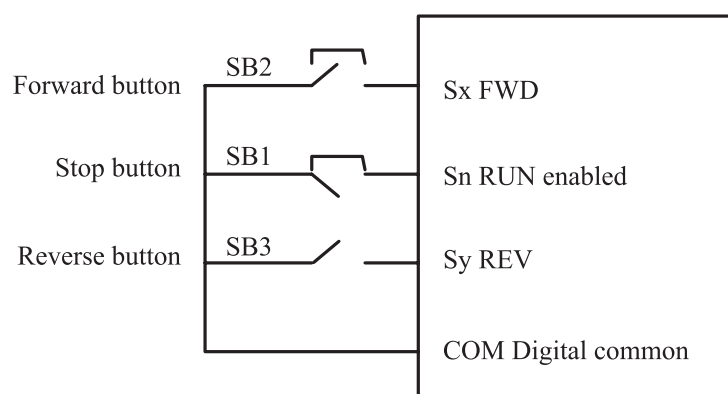 Forward button SB2 Sx FWD
Stop button SB1 Sn RUN enabled
Reverse button SB3 Sy REV
COM Digital common